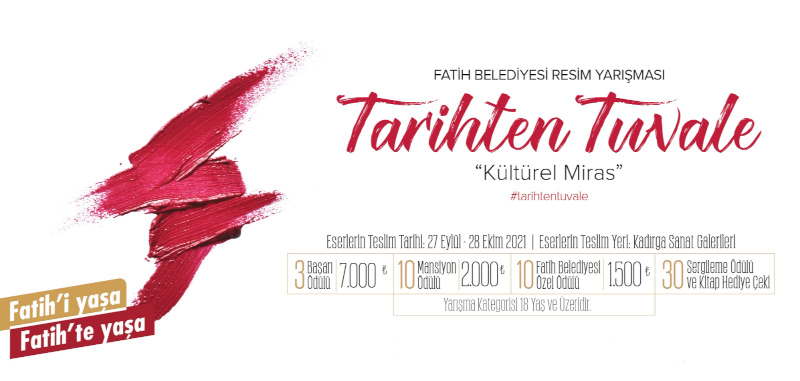 FATİH BELEDİYESİ RESİM YARIŞMASI
Tarihten Tuvale
“Kültürel Miras”
#tarihtentuvale
Eserlerin Teslim Tarihi: 27 Eylül - 28 Ekim 2021 | Eserlerin Teslim Yeri: Kadırga Sanat Galerileri
3 Başarı Ödülü 7.000 ₺ 10 Mansiyon Ödülü 2.000 ₺ 10 Fatih Belediyesi Özel Ödülü 1.500 ₺ 30 Sergileme Ödülü ve Kitap Hediye Çeki
Yarışma Kategorisi 18 Yaş ve Üzeridir.
Fatih’i yaşa
Fatih’te yaşa